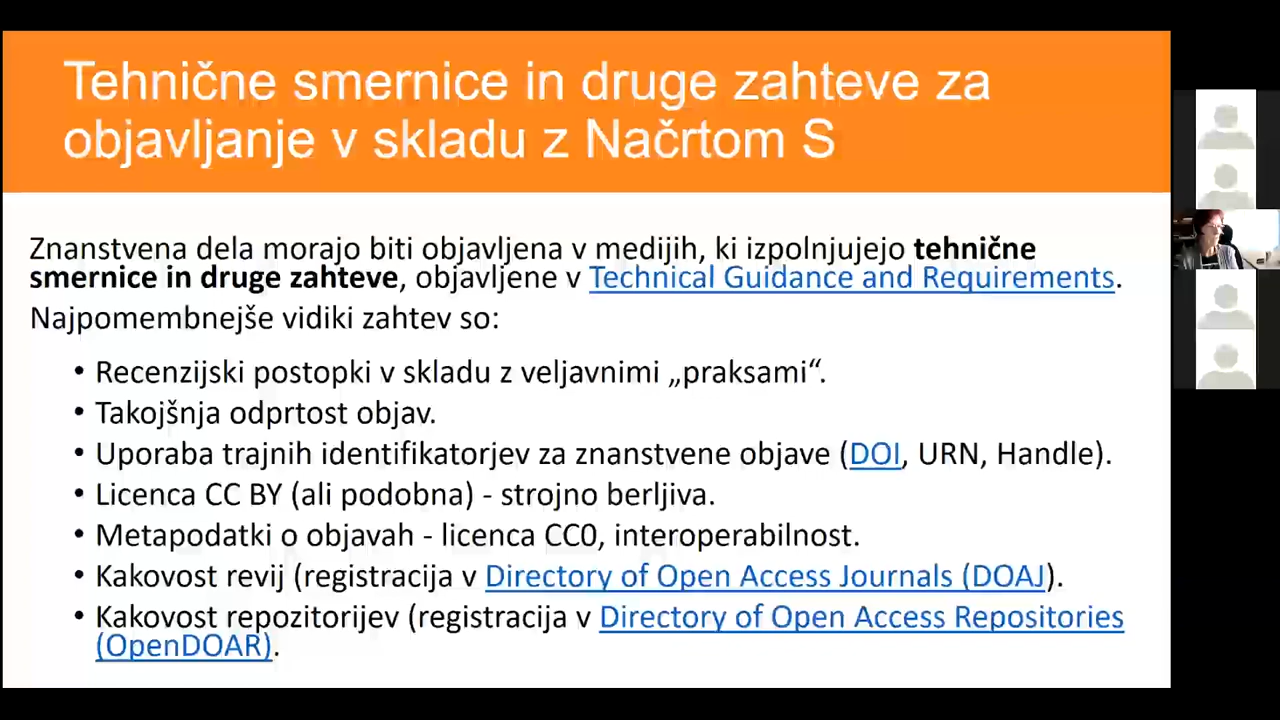 Tehnične smernice in druge zahteve za
objavljanje v skladu z Načrtom S
Znanstvena dela morajo biti objavljena v medijih, ki izpolnjujejo tehnične
smernice in druge zahteve, objavljene v Technical Guidance and Requirements.
Najpomembnejše vidiki zahtev so:
• Recenzijski postopki v skladu z veljavnimi „praksami“.
• Takojšnja odprtost objav.
• Uporaba trajnih identifikatorjev za znanstvene objave (DOI, URN, Handle).
• Licenca CC BY (ali podobna) - strojno berljiva.
• Metapodatki o objavah - licenca CC0, interoperabilnost.
• Kakovost revij (registracija v Directory of Open Access Journals (DOAJ).
• Kakovost repozitorijev (registracija v Directory of Open Access Repositories
(OpenDOAR).